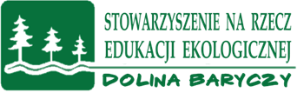 STOWARZYSZENIE NA RZECZ
EDUKACJI EKOLOGICZNEJ
DOLINA BARYCZY